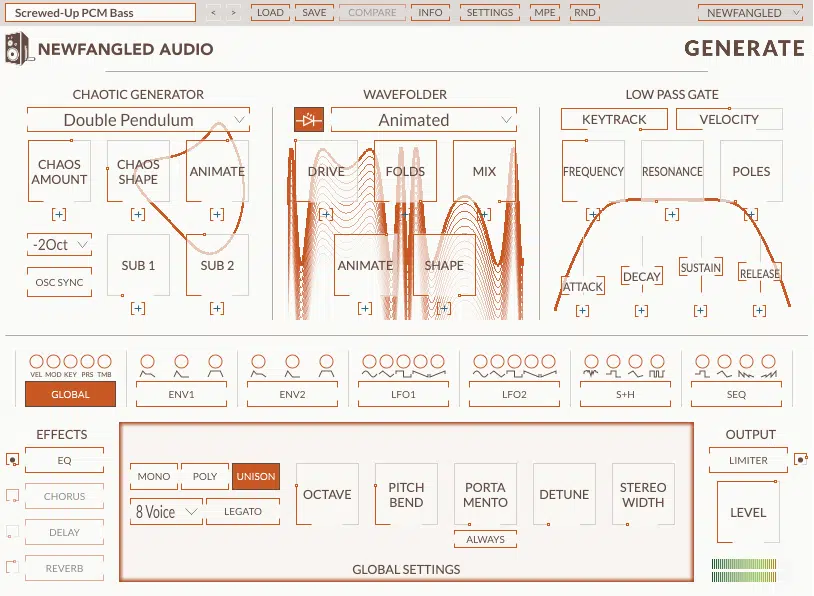 Screwed-Up PCM Bass < > LOAD SAVE COMPARE INFO SETTINGS MPE RND NEWFANGLED
NEWFANGLED AUDIO GENERATE
CHAOTIC GENERATOR WAVEFOLDER LOW PASS GATE
Double Pendulum Animated KEYTRACK VELOCITY
CHAOS AMOUNT CHAOS SHAPE ANIMATE DRIVE FOLDS MIX FREQUENCY RESONANCE POLES
[+] [+] [+] [+] [+] [+] [+] [+] [+]
-2Oct
OSC SYNC SUB 1 SUB 2 ANIMATE SHAPE ATTACK DECAY SUSTAIN RELEASE
[+] [+] [+] [+] [+] [+] [+] [+]
VEL MOD KEY PRS TMB
GLOBAL ENV1 ENV2 LFO1 LFO2 S+H SEQ
EFFECTS OUTPUT
EQ LIMITER
CHORUS
DELAY
REVERB
MONO POLY UNISON
8 Voice LEGATO
OCTAVE PITCH BEND PORTA MENTO DETUNE STEREO WIDTH
ALWAYS
LEVEL
GLOBAL SETTINGS